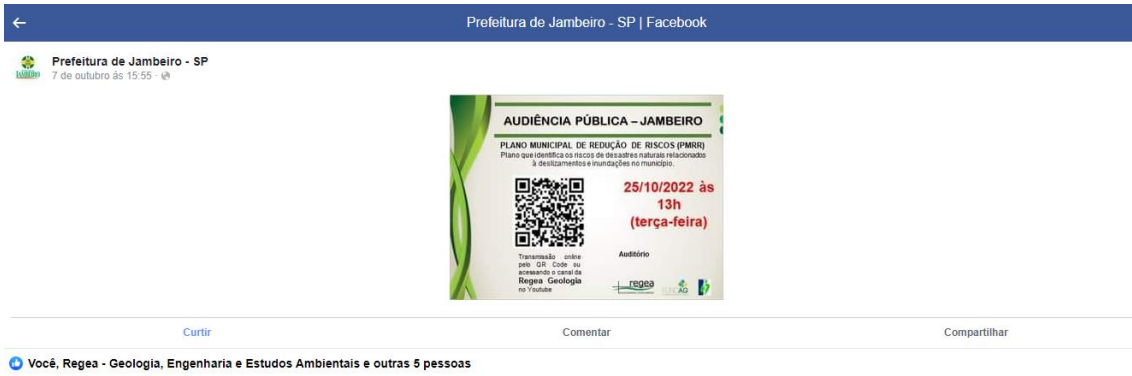 Prefeitura de Jambeiro - SP | Facebook
Prefeitura de Jambeiro - SP
7 de outubro às 15:55 ·
AUDIÊNCIA PÚBLICA – JAMBEIRO
PLANO MUNICIPAL DE REDUÇÃO DE RISCOS (PMRR)
Plano que identifica os riscos de desastres naturais relacionados
à deslizamentos e inundações no município.
25/10/2022 às
13h
(terça-feira)
Transmissão online
pelo QR Code ou
acessando o canal da
Regea Geologia
no Youtube
Auditório
regea
Curtir
Comentar
Compartilhar
Você, Regea - Geologia, Engenharia e Estudos Ambientais e outras 5 pessoas